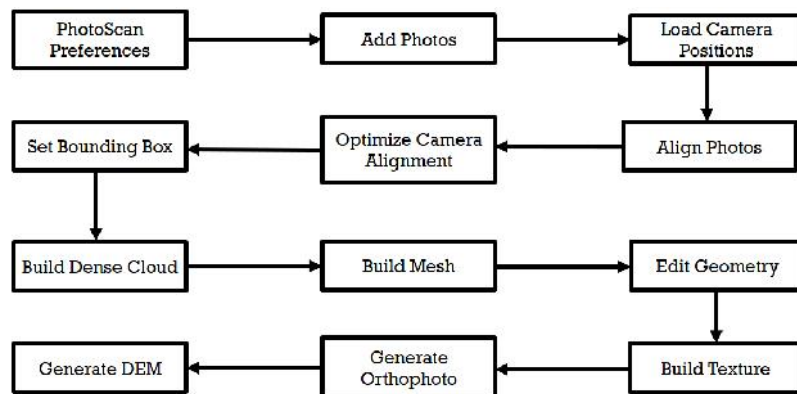 PhotoScan
Preferences
Add Photos
Load Camera
Positions
Align Photos
Optimize Camera
Alignment
Set Bounding Box
Build Dense Cloud
Build Mesh
Edit Geometry
Build Texture
Generate
Orthophoto
Generate DEM